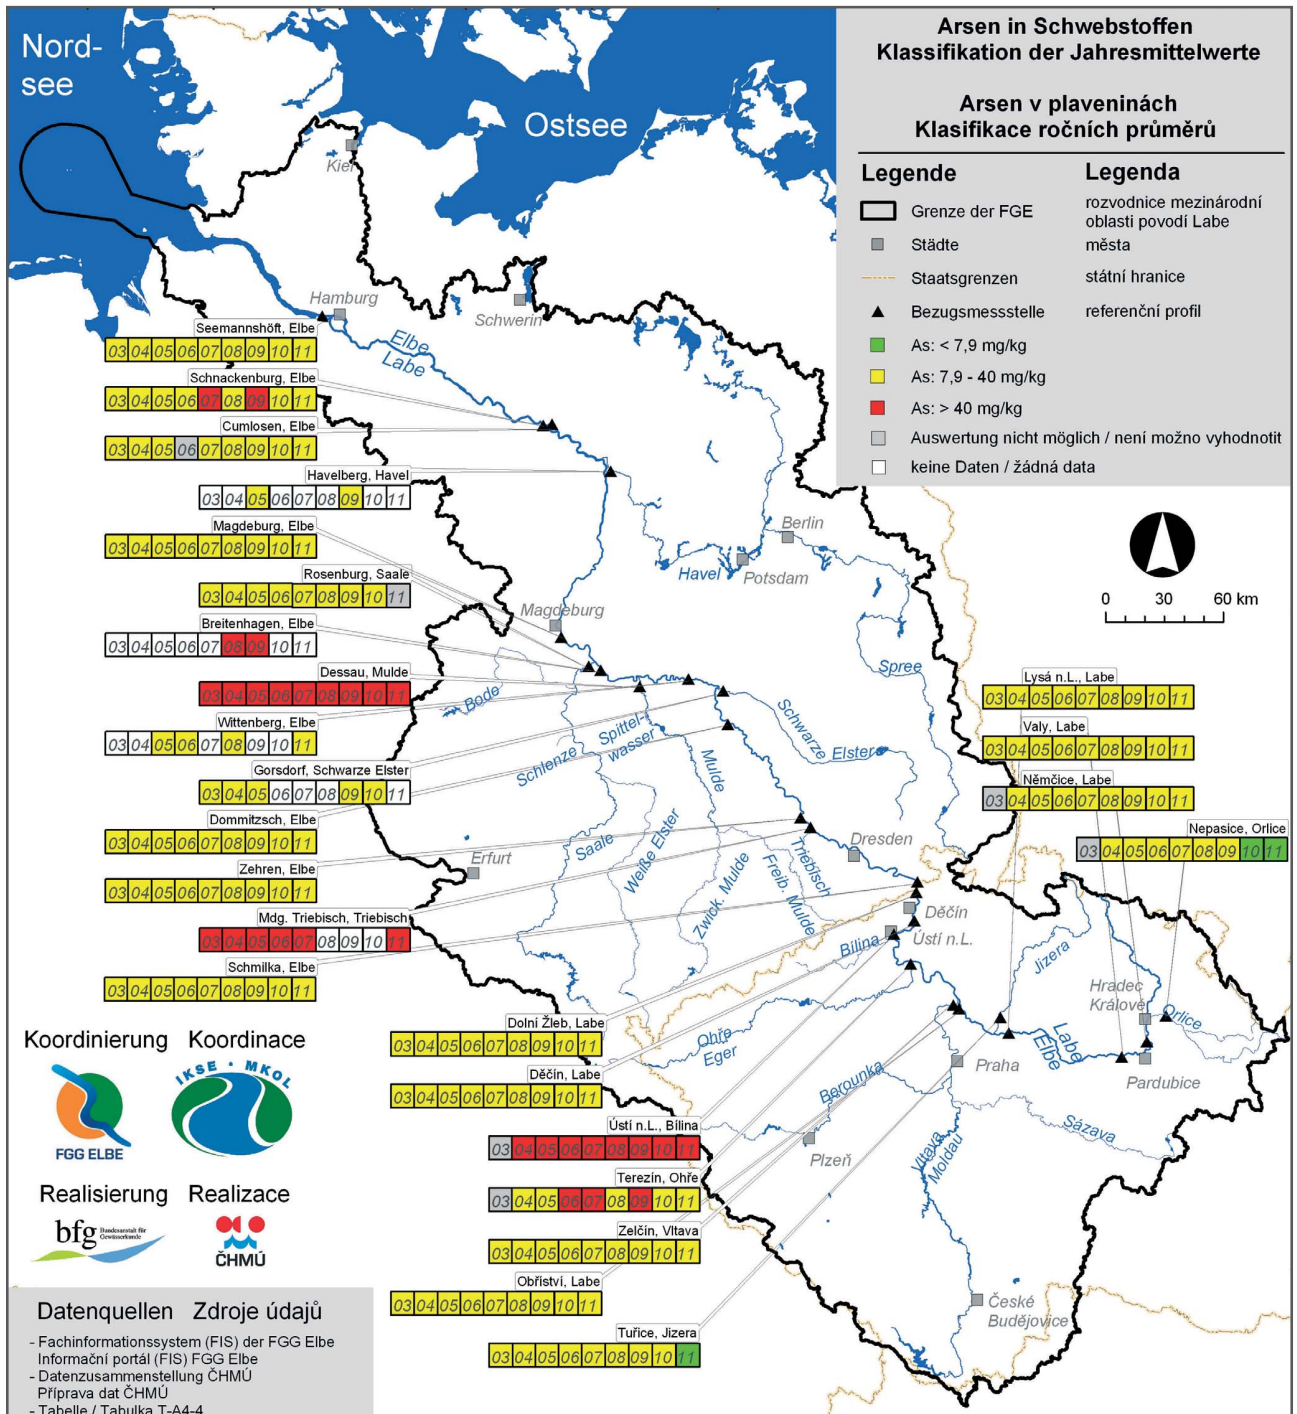 Nord-
see
Ostsee
Arsen in Schwebstoffen
Klassifikation der Jahresmittelwerte
Arsen v plaveninách
Klasifikace ročních průměrů
Legende Legenda
Grenze der FGE rozvodnice mezinárodní
oblasti povodí Labe
Städte města
Staatsgrenzen státní hranice
Bezugsmessstelle referenční profil
As: < 7,9 mg/kg
As: 7,9 - 40 mg/kg
As: > 40 mg/kg
Auswertung nicht möglich / není možno vyhodnotit
keine Daten / žádná data
0 30 60 km
Kiel
Hamburg
Schwerin
Elbe
Labe
Berlin
Potsdam
Havel
Magdeburg
Spree
Bode
Schlenze
Spittel-
wasser
Mulde
Schwarze
Elster
Saale
Weiße Elster
Zwick. Mulde
Freib. Mulde
Triebisch
Erfurt
Dresden
Děčín
Ústí n.L.
Bílina
Ohře
Eger
Berounka
Plzeň
Praha
Vltava
Moldau
Sázava
Labe
Elbe
Jizera
Hradec
Králové
Orlice
Pardubice
České
Budějovice
Seemannshöft, Elbe
03 04 05 06 07 08 09 10 11
Schnackenburg, Elbe
03 04 05 06 07 08 09 10 11
Cumlosen, Elbe
03 04 05 06 07 08 09 10 11
Havelberg, Havel
03 04 05 06 07 08 09 10 11
Magdeburg, Elbe
03 04 05 06 07 08 09 10 11
Rosenburg, Saale
03 04 05 06 07 08 09 10 11
Breitenhagen, Elbe
03 04 05 06 07 08 09 10 11
Dessau, Mulde
03 04 05 06 07 08 09 10 11
Wittenberg, Elbe
03 04 05 06 07 08 09 10 11
Gorsdorf, Schwarze Elster
03 04 05 06 07 08 09 10 11
Dommitzsch, Elbe
03 04 05 06 07 08 09 10 11
Zehren, Elbe
03 04 05 06 07 08 09 10 11
Mdg. Triebisch, Triebisch
03 04 05 06 07 08 09 10 11
Schmilka, Elbe
03 04 05 06 07 08 09 10 11
Lysá n.L., Labe
03 04 05 06 07 08 09 10 11
Valy, Labe
03 04 05 06 07 08 09 10 11
Němčice, Labe
03 04 05 06 07 08 09 10 11
Nepasice, Orlice
03 04 05 06 07 08 09 10 11
Dolní Žleb, Labe
03 04 05 06 07 08 09 10 11
Děčín, Labe
03 04 05 06 07 08 09 10 11
Ústí n.L., Bílina
03 04 05 06 07 08 09 10 11
Terezín, Ohře
03 04 05 06 07 08 09 10 11
Zelčín, Vltava
03 04 05 06 07 08 09 10 11
Obříství, Labe
03 04 05 06 07 08 09 10 11
Tuřice, Jizera
03 04 05 06 07 08 09 10 11
Koordinierung Koordinace
FGG ELBE
IKSE • MKOL
Realisierung Realizace
bfg Bundesanstalt für
Gewässerkunde
ČHMÚ
Datenquellen Zdroje údajů
- Fachinformationssystem (FIS) der FGG Elbe
Informační portál (FIS) FGG Elbe
- Datenzusammenstellung ČHMÚ
Příprava dat ČHMÚ
- Tabelle / Tabulka T-A4-4